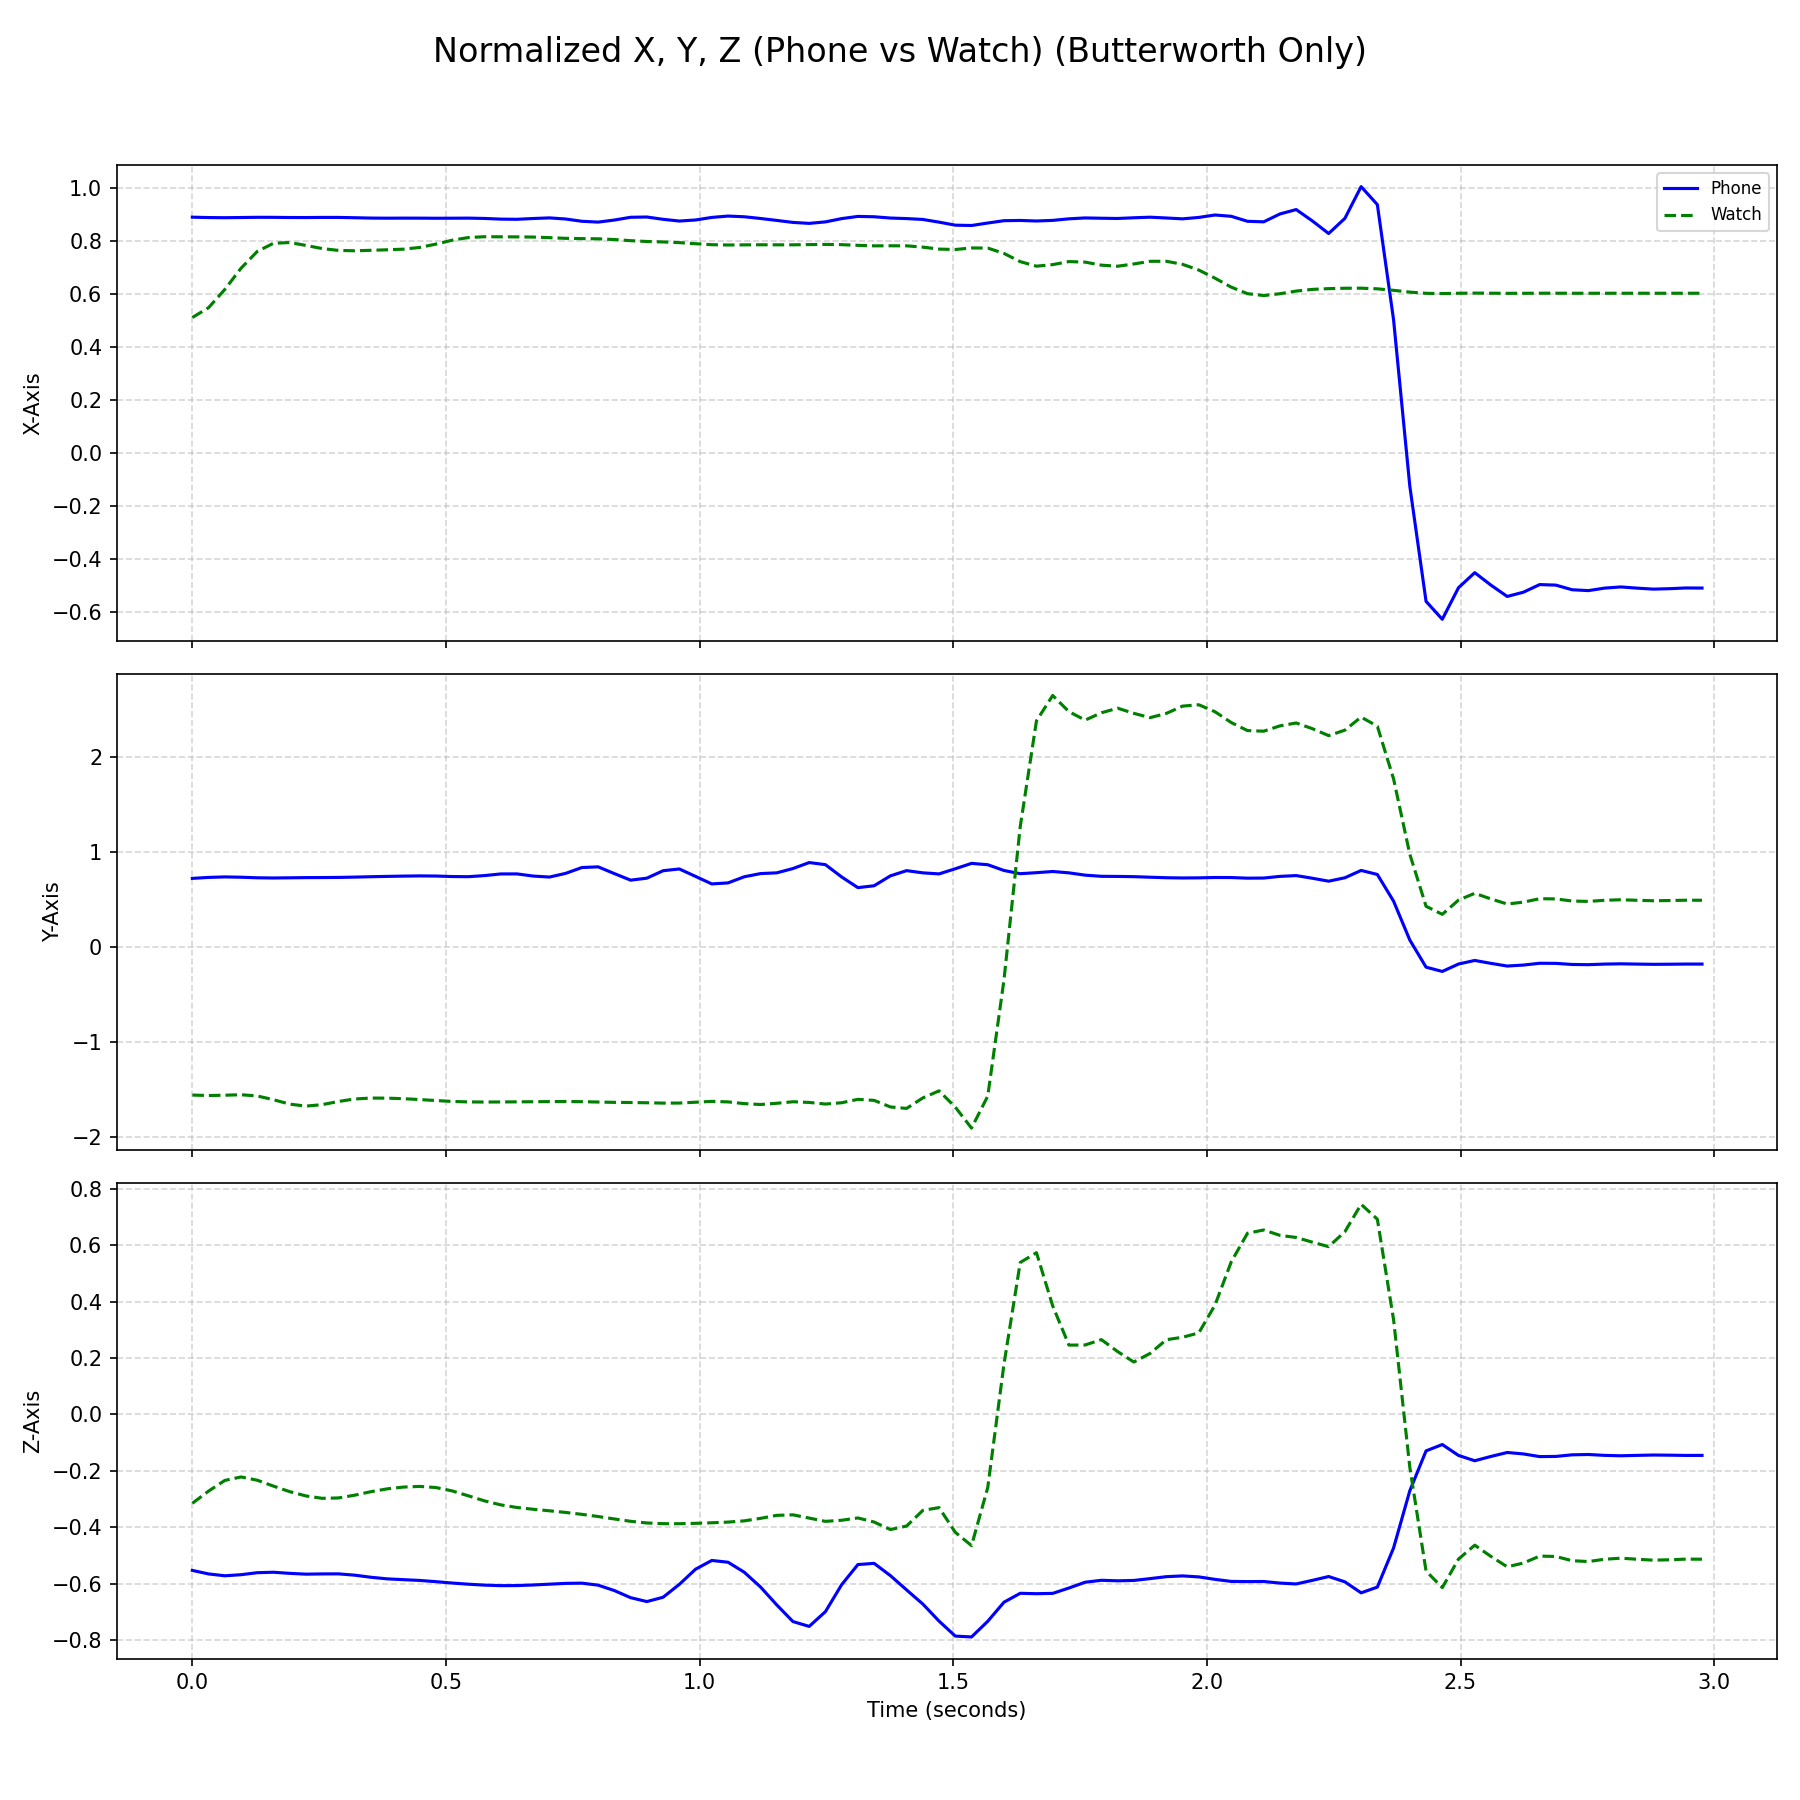 Normalized X, Y, Z (Phone vs Watch) (Butterworth Only)
Phone
Watch
1.0
0.8
0.6
0.4
0.2
0.0
−0.2
−0.4
−0.6
X-Axis
2
1
0
−1
−2
Y-Axis
0.8
0.6
0.4
0.2
0.0
−0.2
−0.4
−0.6
−0.8
Z-Axis
0.0 0.5 1.0 1.5 2.0 2.5 3.0
Time (seconds)